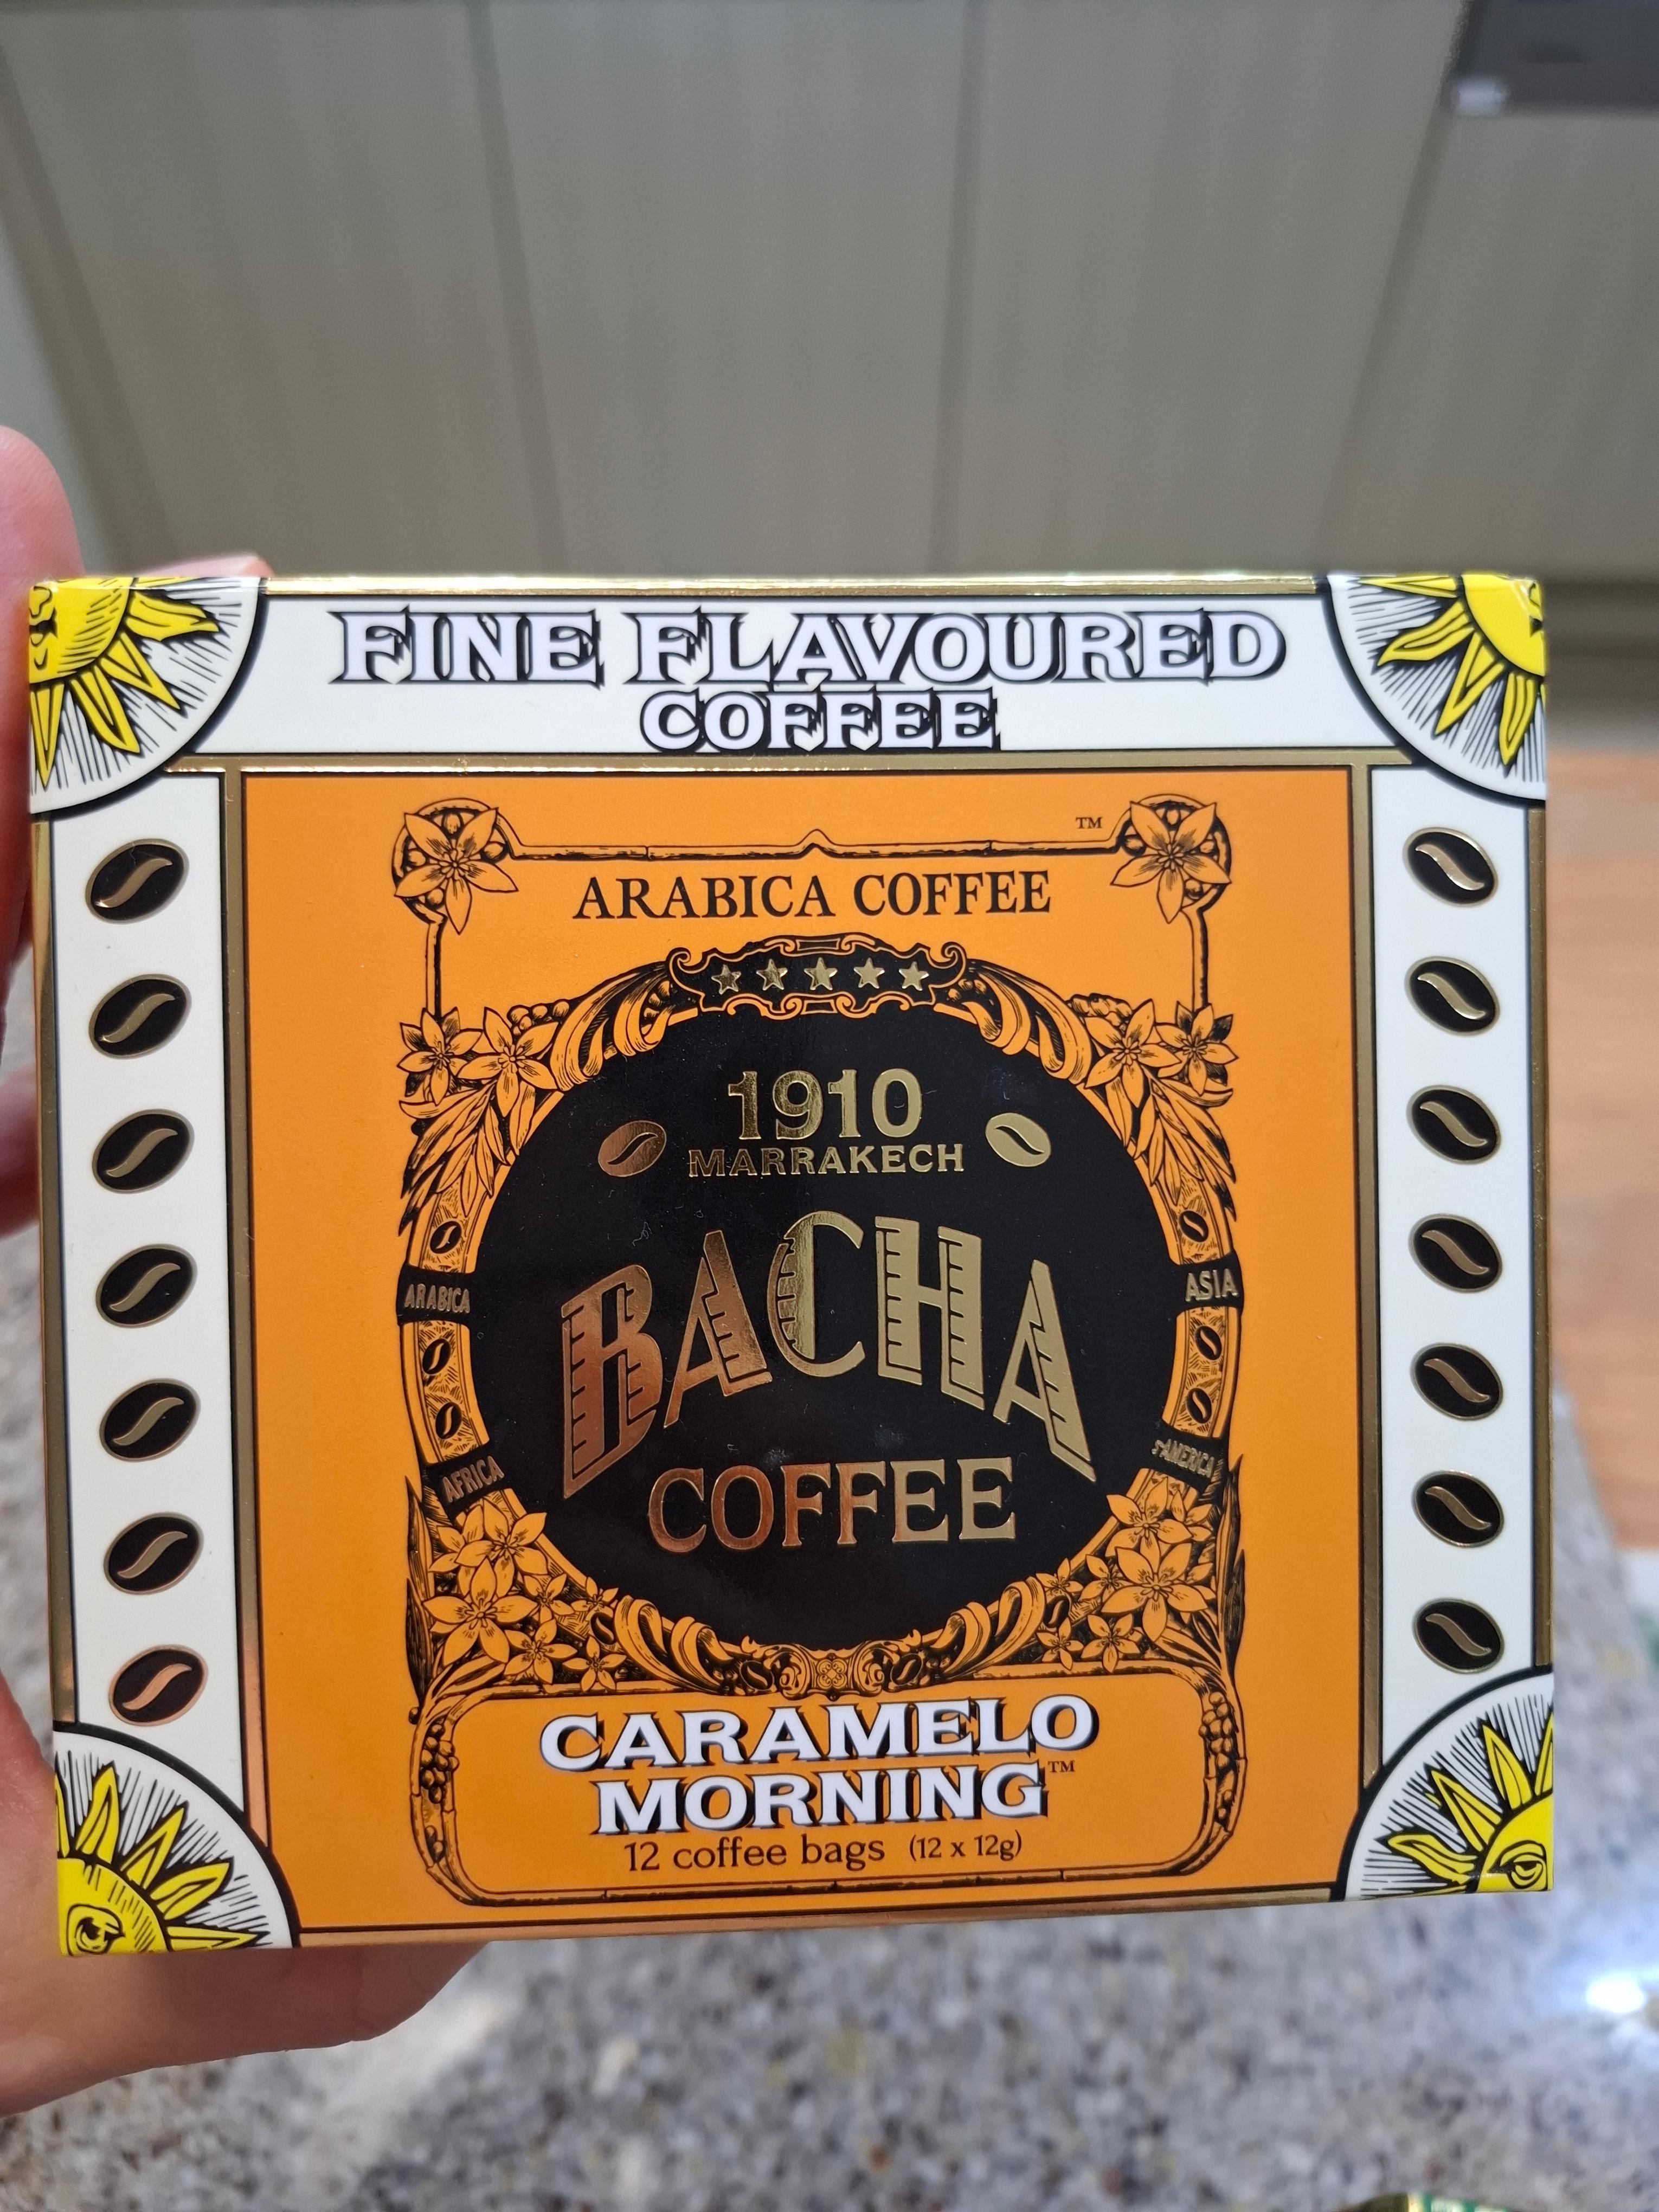 FINE FLAVOURED
COFFEE
TM
ARABICA COFFEE
1910
MARRAKECH
BACHA
COFFEE
ARABICA
ASIA
AFRICA
S.AMERICA
CARAMELO
MORNING™
12 coffee bags (12 x 12g)